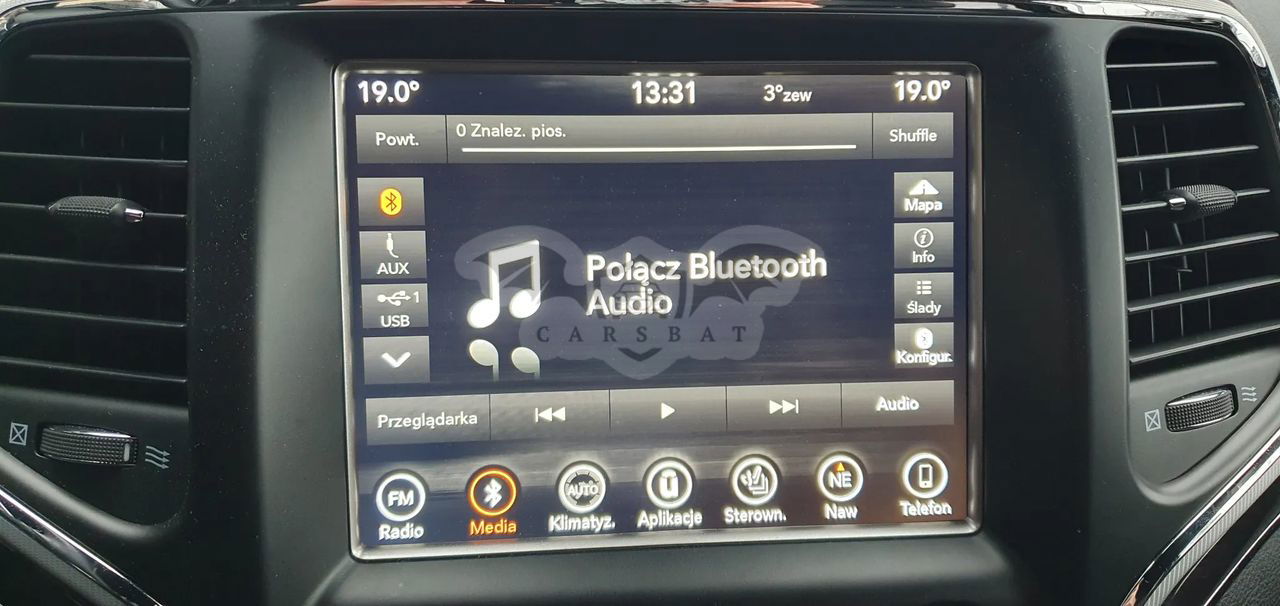 19.0° 13:31 3°zew 19.0°
Powt. 0 Znalez. pios. Shuffle
Mapa
AUX
Info
USB 1
Ślady
Konfigur.
Połącz Bluetooth
Audio
CARSBAT
Przeglądarka Audio
FM AUTO NE
Radio Media Klimatyz. Aplikacje Sterown. Naw Telefon